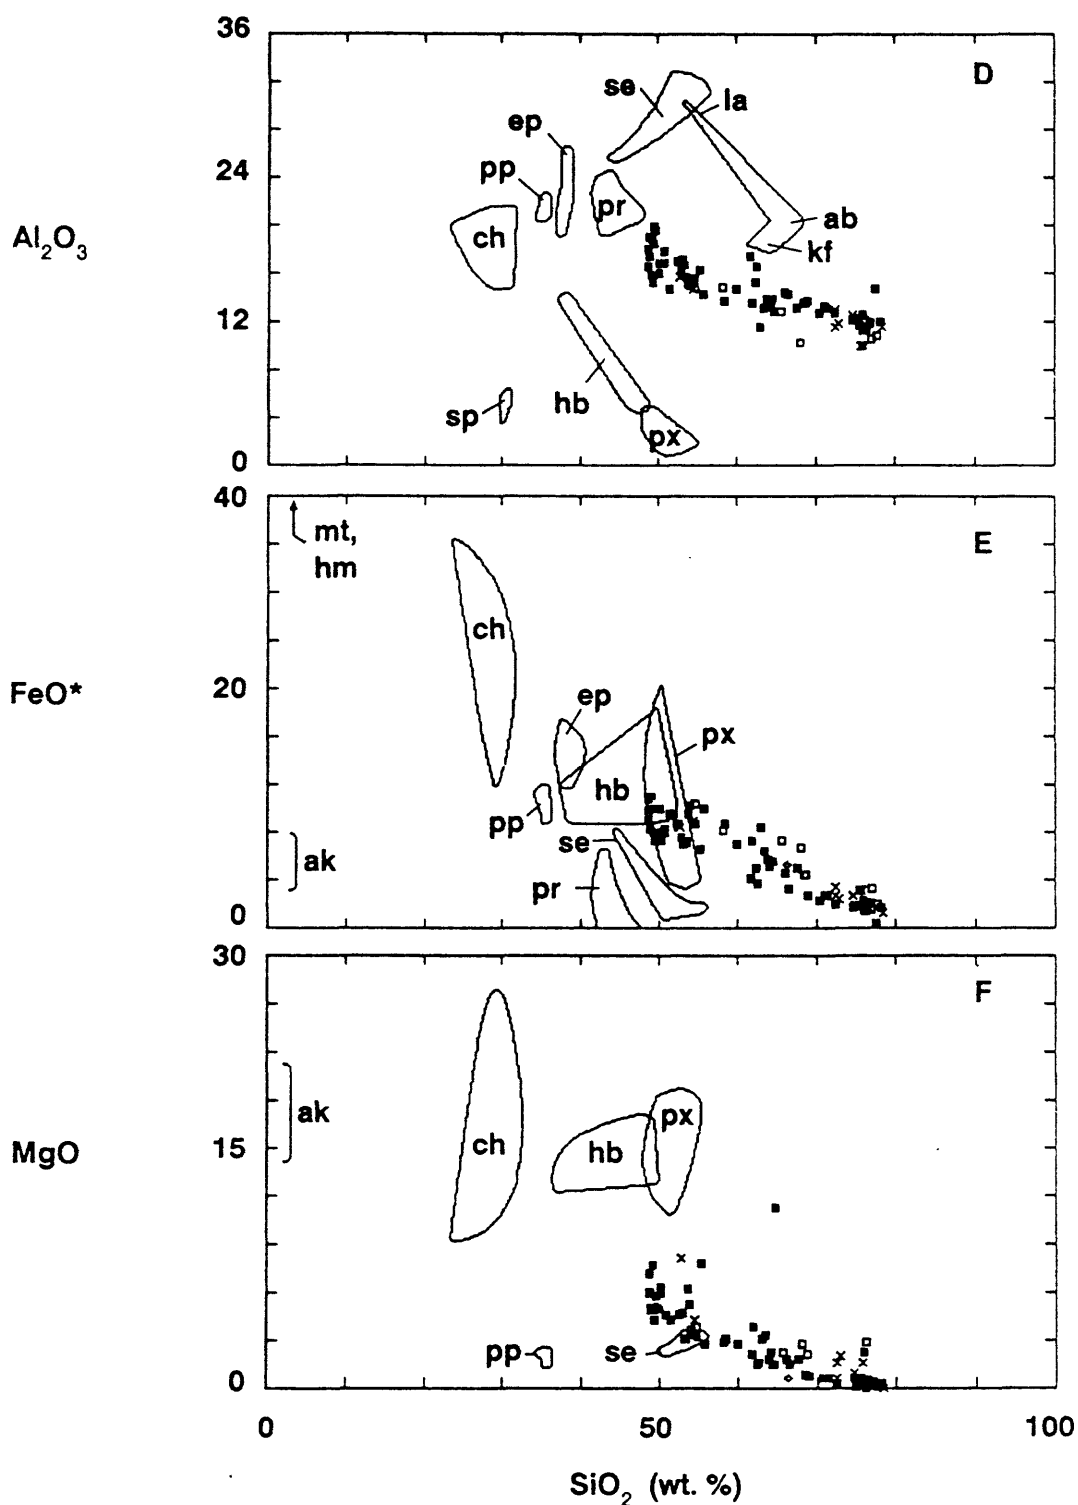 36
D
se
la
ep
24
pp
pr
ab
kf
ch
Al₂O₃
12
hb
sp
px
0
40
E
mt,
hm
ch
20
FeO*
ep
px
hb
pp
se
ak
pr
0
30
F
ak
px
15
MgO
ch
hb
pp
se
0
0
50
100
SiO₂ (wt. %)